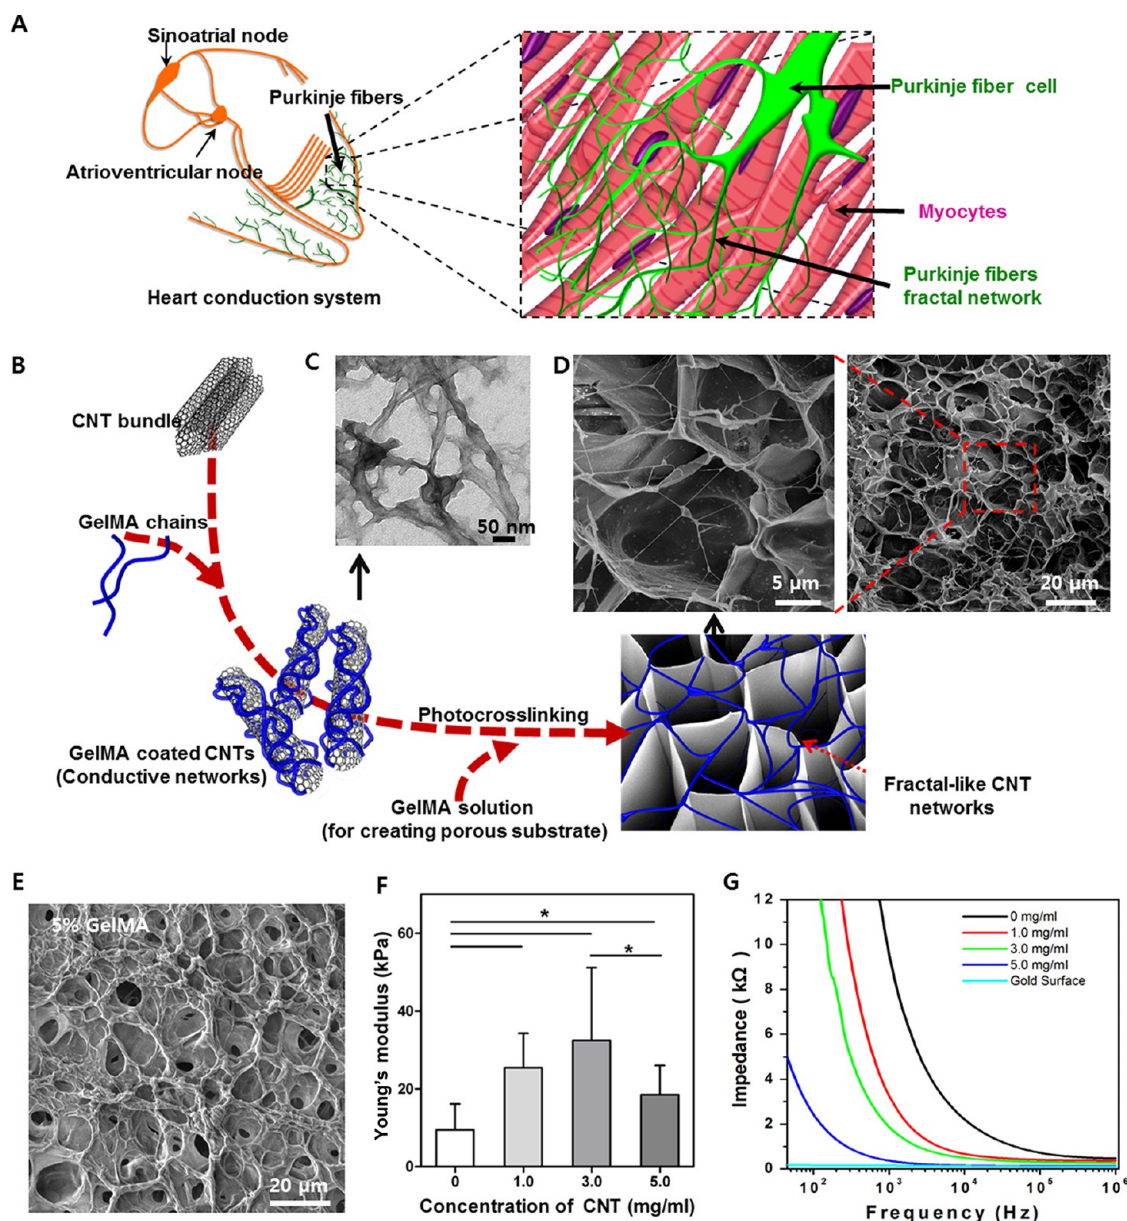 A
Sinoatrial node
Purkinje fibers
Atrioventricular node
Heart conduction system
Purkinje fiber cell
Myocytes
Purkinje fibers
fractal network
B
CNT bundle
GelMA chains
GelMA coated CNTs
(Conductive networks)
Photocrosslinking
GelMA solution
(for creating porous substrate)
Fractal-like CNT
networks
C
50 nm
D
5 μm
20 μm
E
5% GelMA
20 μm
F
Young's modulus (kPa)
60
40
20
0
*
*
0
1.0
3.0
5.0
Concentration of CNT (mg/ml)
G
Impedance ( kΩ )
12
10
8
6
4
2
0
0 mg/ml
1.0 mg/ml
3.0 mg/ml
5.0 mg/ml
Gold Surface
10²
10³
10⁴
10⁵
10⁶
Frequency (Hz)